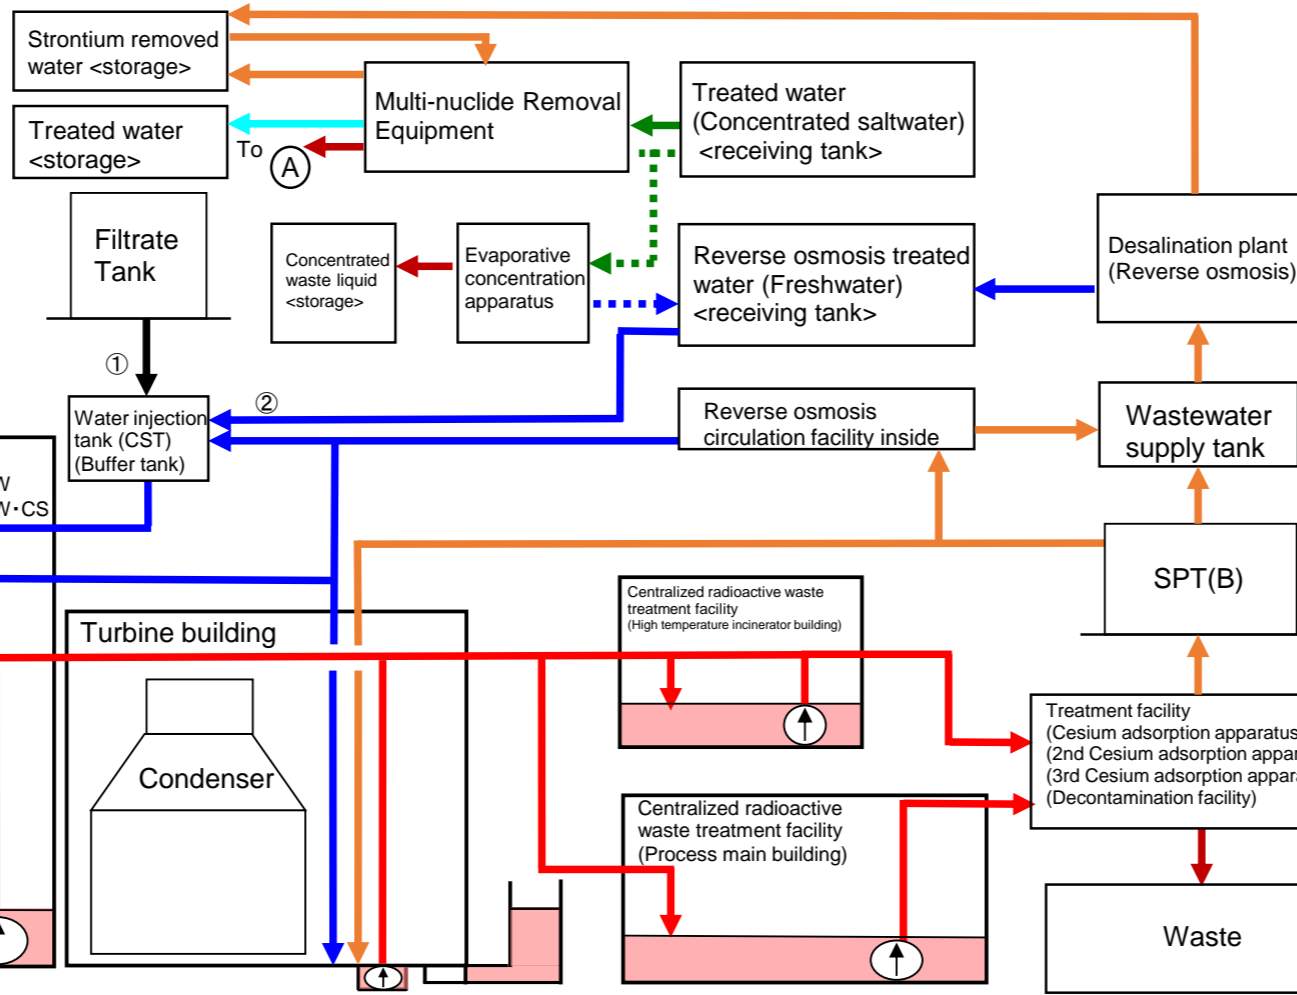 Strontium removed
water <storage>
Treated water
<storage>
To
A
Multi-nuclide Removal
Equipment
Treated water
(Concentrated saltwater)
<receiving tank>
Filtrate
Tank
Concentrated
waste liquid
<storage>
Evaporative
concentration
apparatus
Reverse osmosis treated
water (Freshwater)
<receiving tank>
Desalination plant
(Reverse osmosis)
①
②
Water injection
tank (CST)
(Buffer tank)
Reverse osmosis
circulation facility inside
Wastewater
supply tank
W
W・CS
SPT(B)
Turbine building
Condenser
Centralized radioactive waste
treatment facility
(High temperature incinerator building)
Treatment facility
(Cesium adsorption apparatus
(2nd Cesium adsorption appar
(3rd Cesium adsorption appara
(Decontamination facility)
Centralized radioactive
waste treatment facility
(Process main building)
Waste